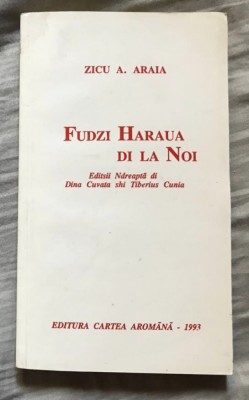 ZICU A. ARAIA
FUDZI HARAUA
DI LA NOI
Editsii Ndreaptă di
Dina Cuvata shi Tiberius Cunia
EDITURA CARTEA AROMÂNĂ - 1993